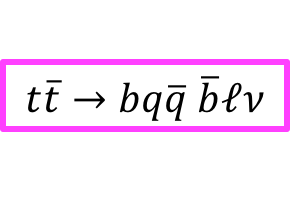 tt̄ → bqq̄ b̄ℓν